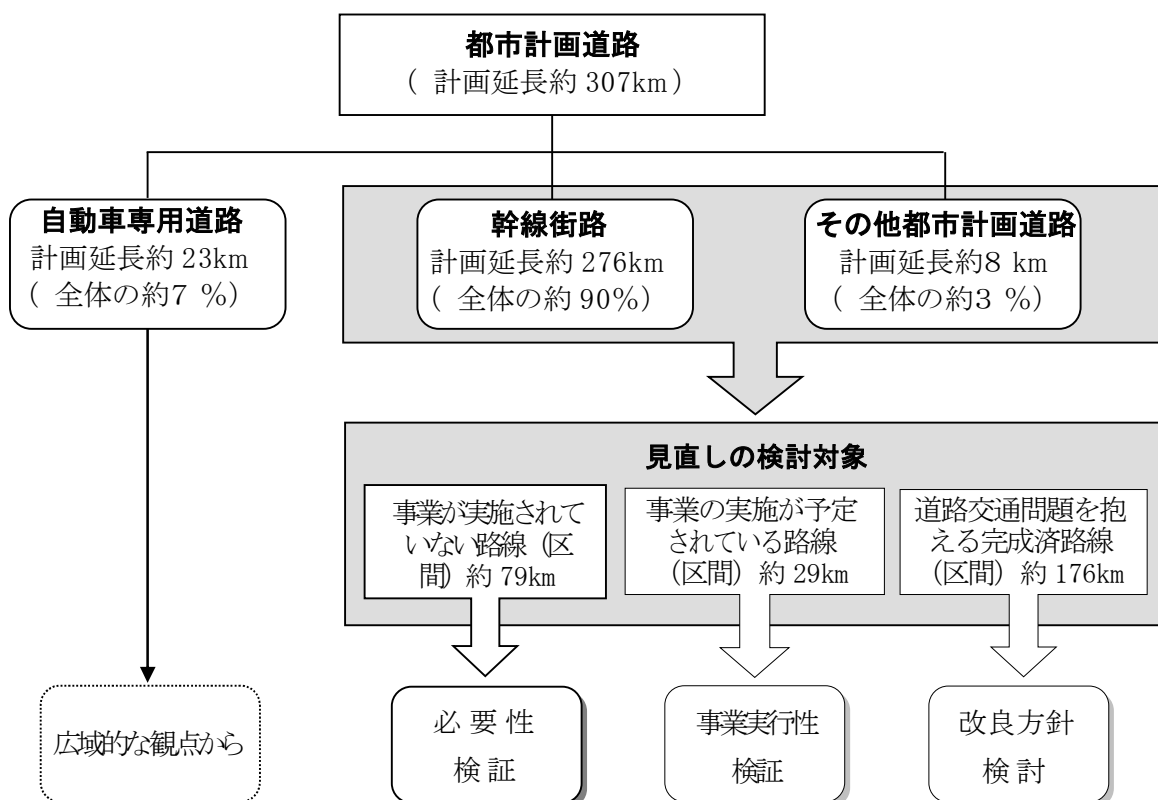 都市計画道路
（ 計画延長約 307km）
自動車専用道路
計画延長約 23km
（ 全体の約７ %）
幹線街路
計画延長約 276km
（ 全体の約 90%）
その他都市計画道路
計画延長約８ km
（ 全体の約３ %）
見直しの検討対象
事業が実施されて
いない路線（区
間）約 79km
事業の実施が予定
されている路線
（区間）約 29km
道路交通問題を抱
える完成済路線
（区間）約 176km
広域的な観点から
必 要 性
検 証
事業実行性
検 証
改良方針
検 討